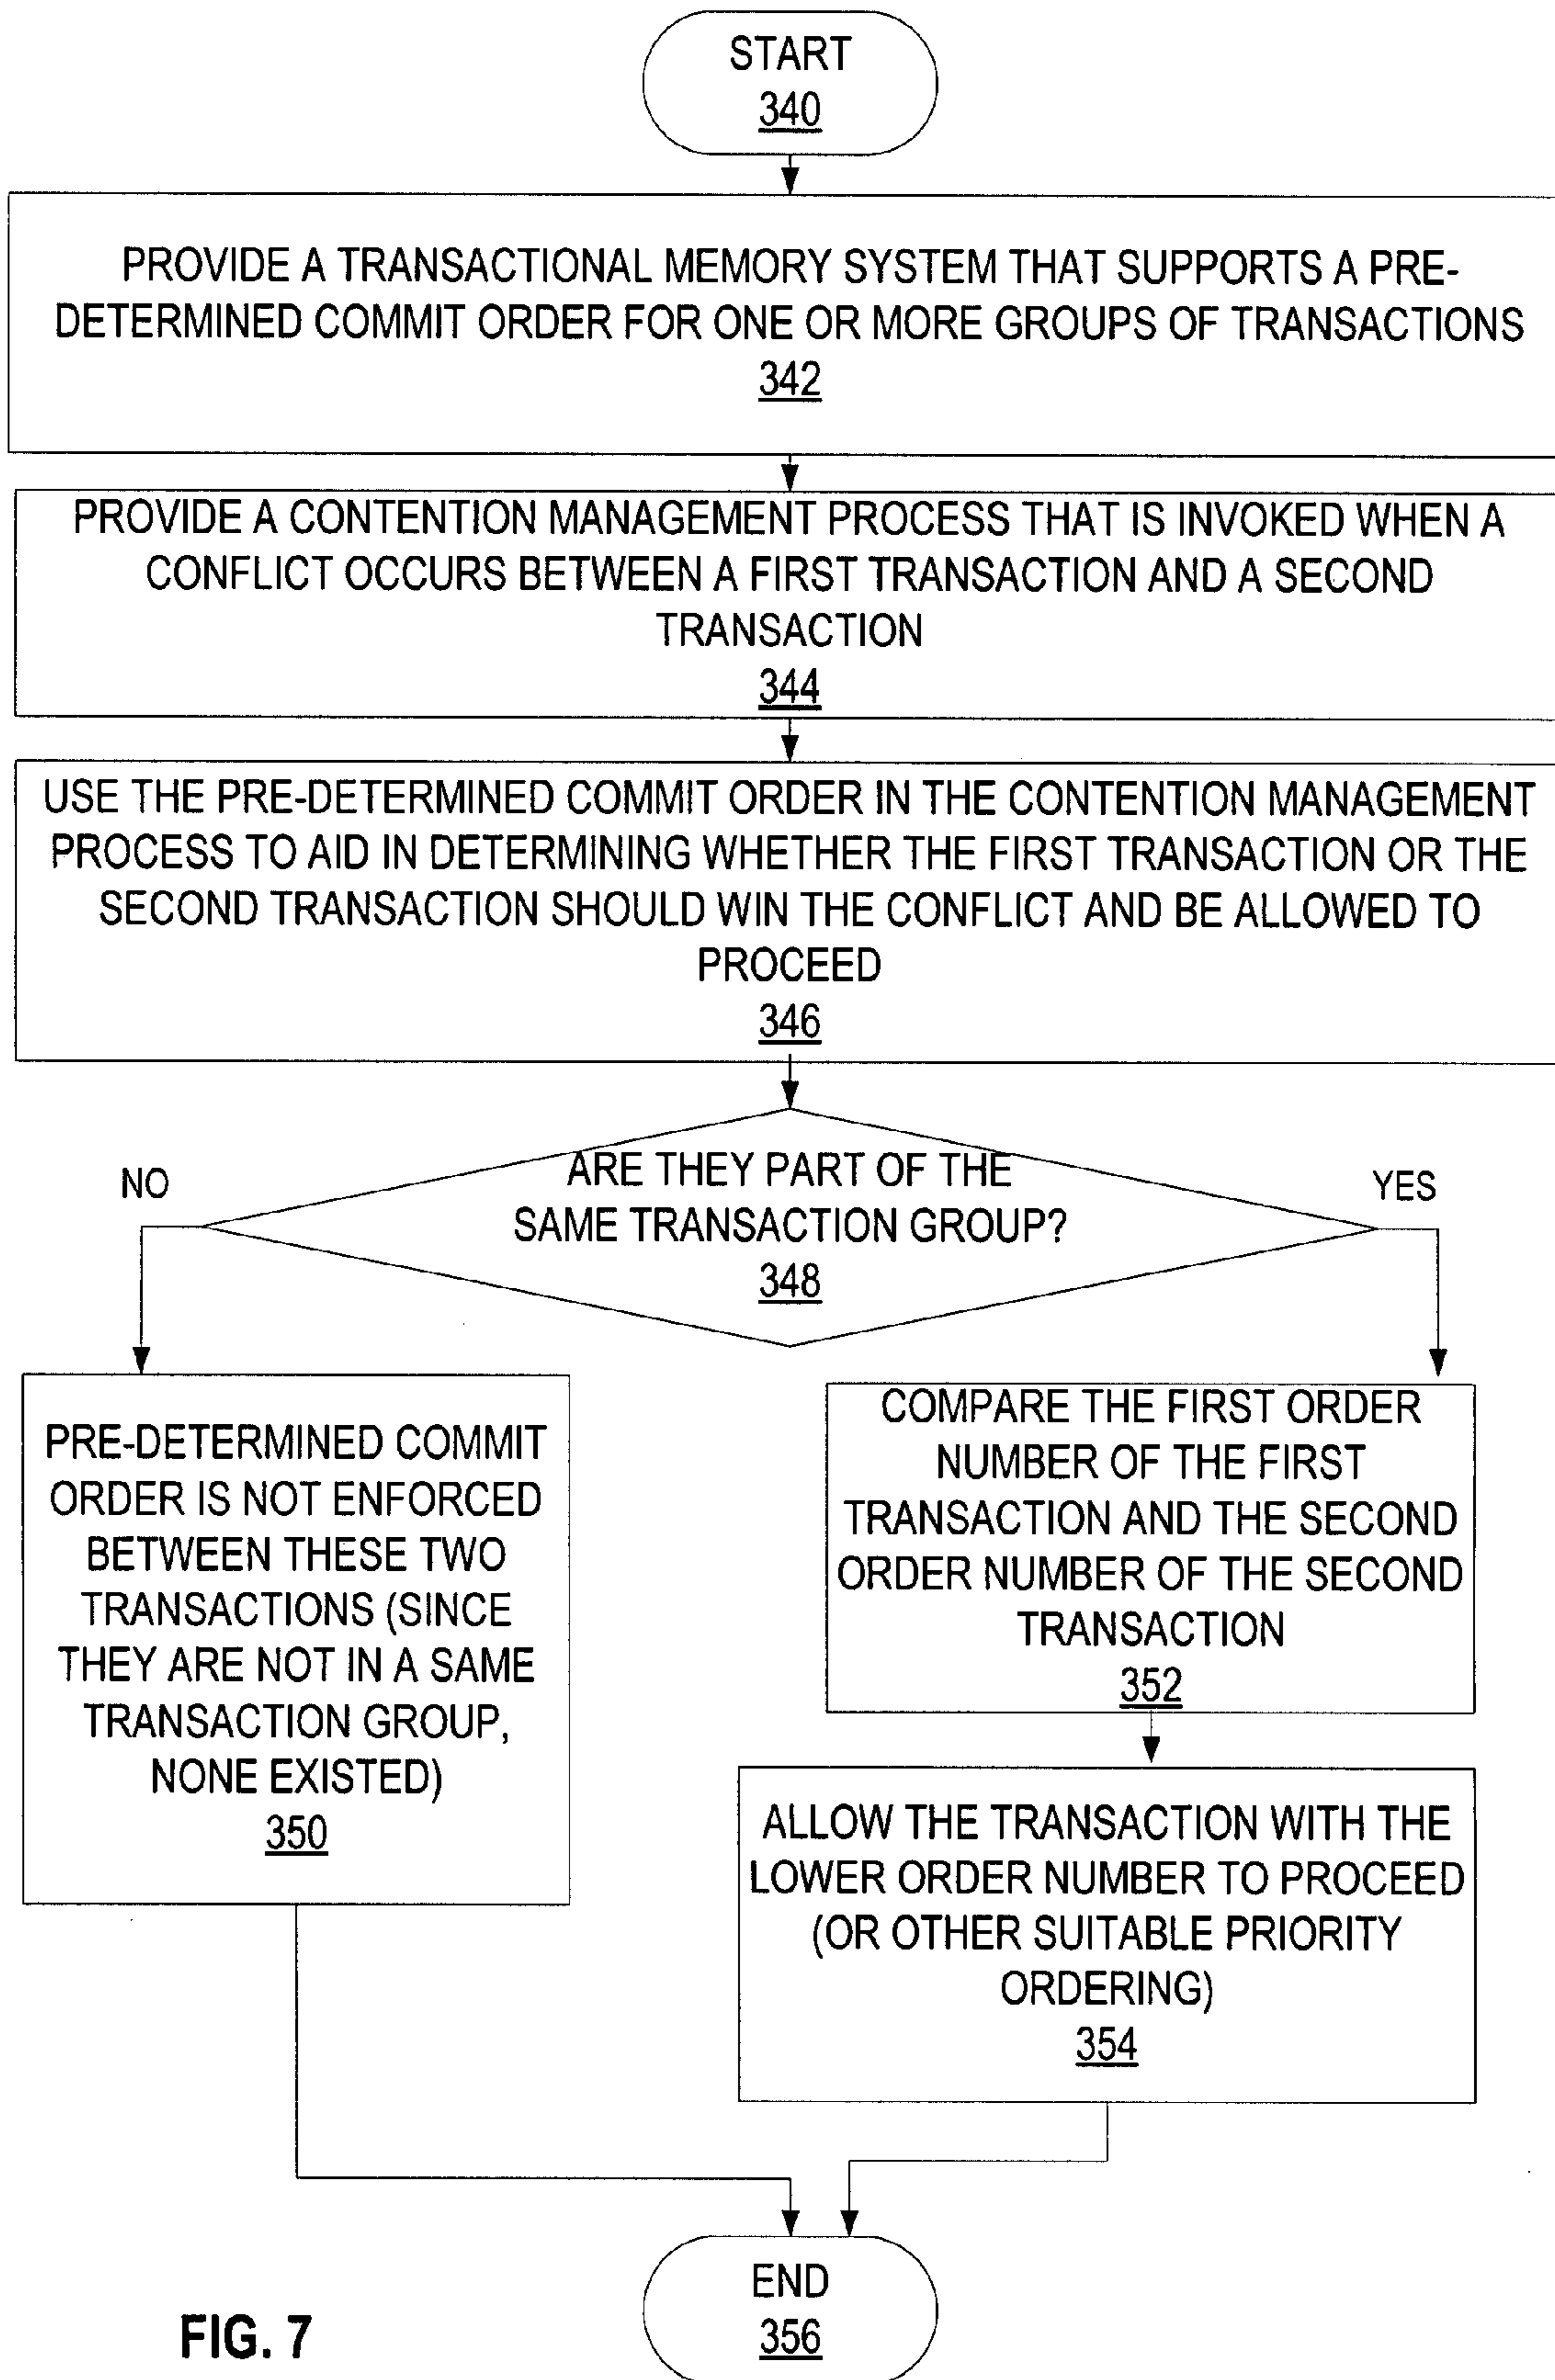 START
340
PROVIDE A TRANSACTIONAL MEMORY SYSTEM THAT SUPPORTS A PRE-
DETERMINED COMMIT ORDER FOR ONE OR MORE GROUPS OF TRANSACTIONS
342
PROVIDE A CONTENTION MANAGEMENT PROCESS THAT IS INVOKED WHEN A
CONFLICT OCCURS BETWEEN A FIRST TRANSACTION AND A SECOND
TRANSACTION
344
USE THE PRE-DETERMINED COMMIT ORDER IN THE CONTENTION MANAGEMENT
PROCESS TO AID IN DETERMINING WHETHER THE FIRST TRANSACTION OR THE
SECOND TRANSACTION SHOULD WIN THE CONFLICT AND BE ALLOWED TO
PROCEED
346
ARE THEY PART OF THE
SAME TRANSACTION GROUP?
348
NO
YES
PRE-DETERMINED COMMIT
ORDER IS NOT ENFORCED
BETWEEN THESE TWO
TRANSACTIONS (SINCE
THEY ARE NOT IN A SAME
TRANSACTION GROUP,
NONE EXISTED)
350
COMPARE THE FIRST ORDER
NUMBER OF THE FIRST
TRANSACTION AND THE SECOND
ORDER NUMBER OF THE SECOND
TRANSACTION
352
ALLOW THE TRANSACTION WITH THE
LOWER ORDER NUMBER TO PROCEED
(OR OTHER SUITABLE PRIORITY
ORDERING)
354
END
356
FIG. 7